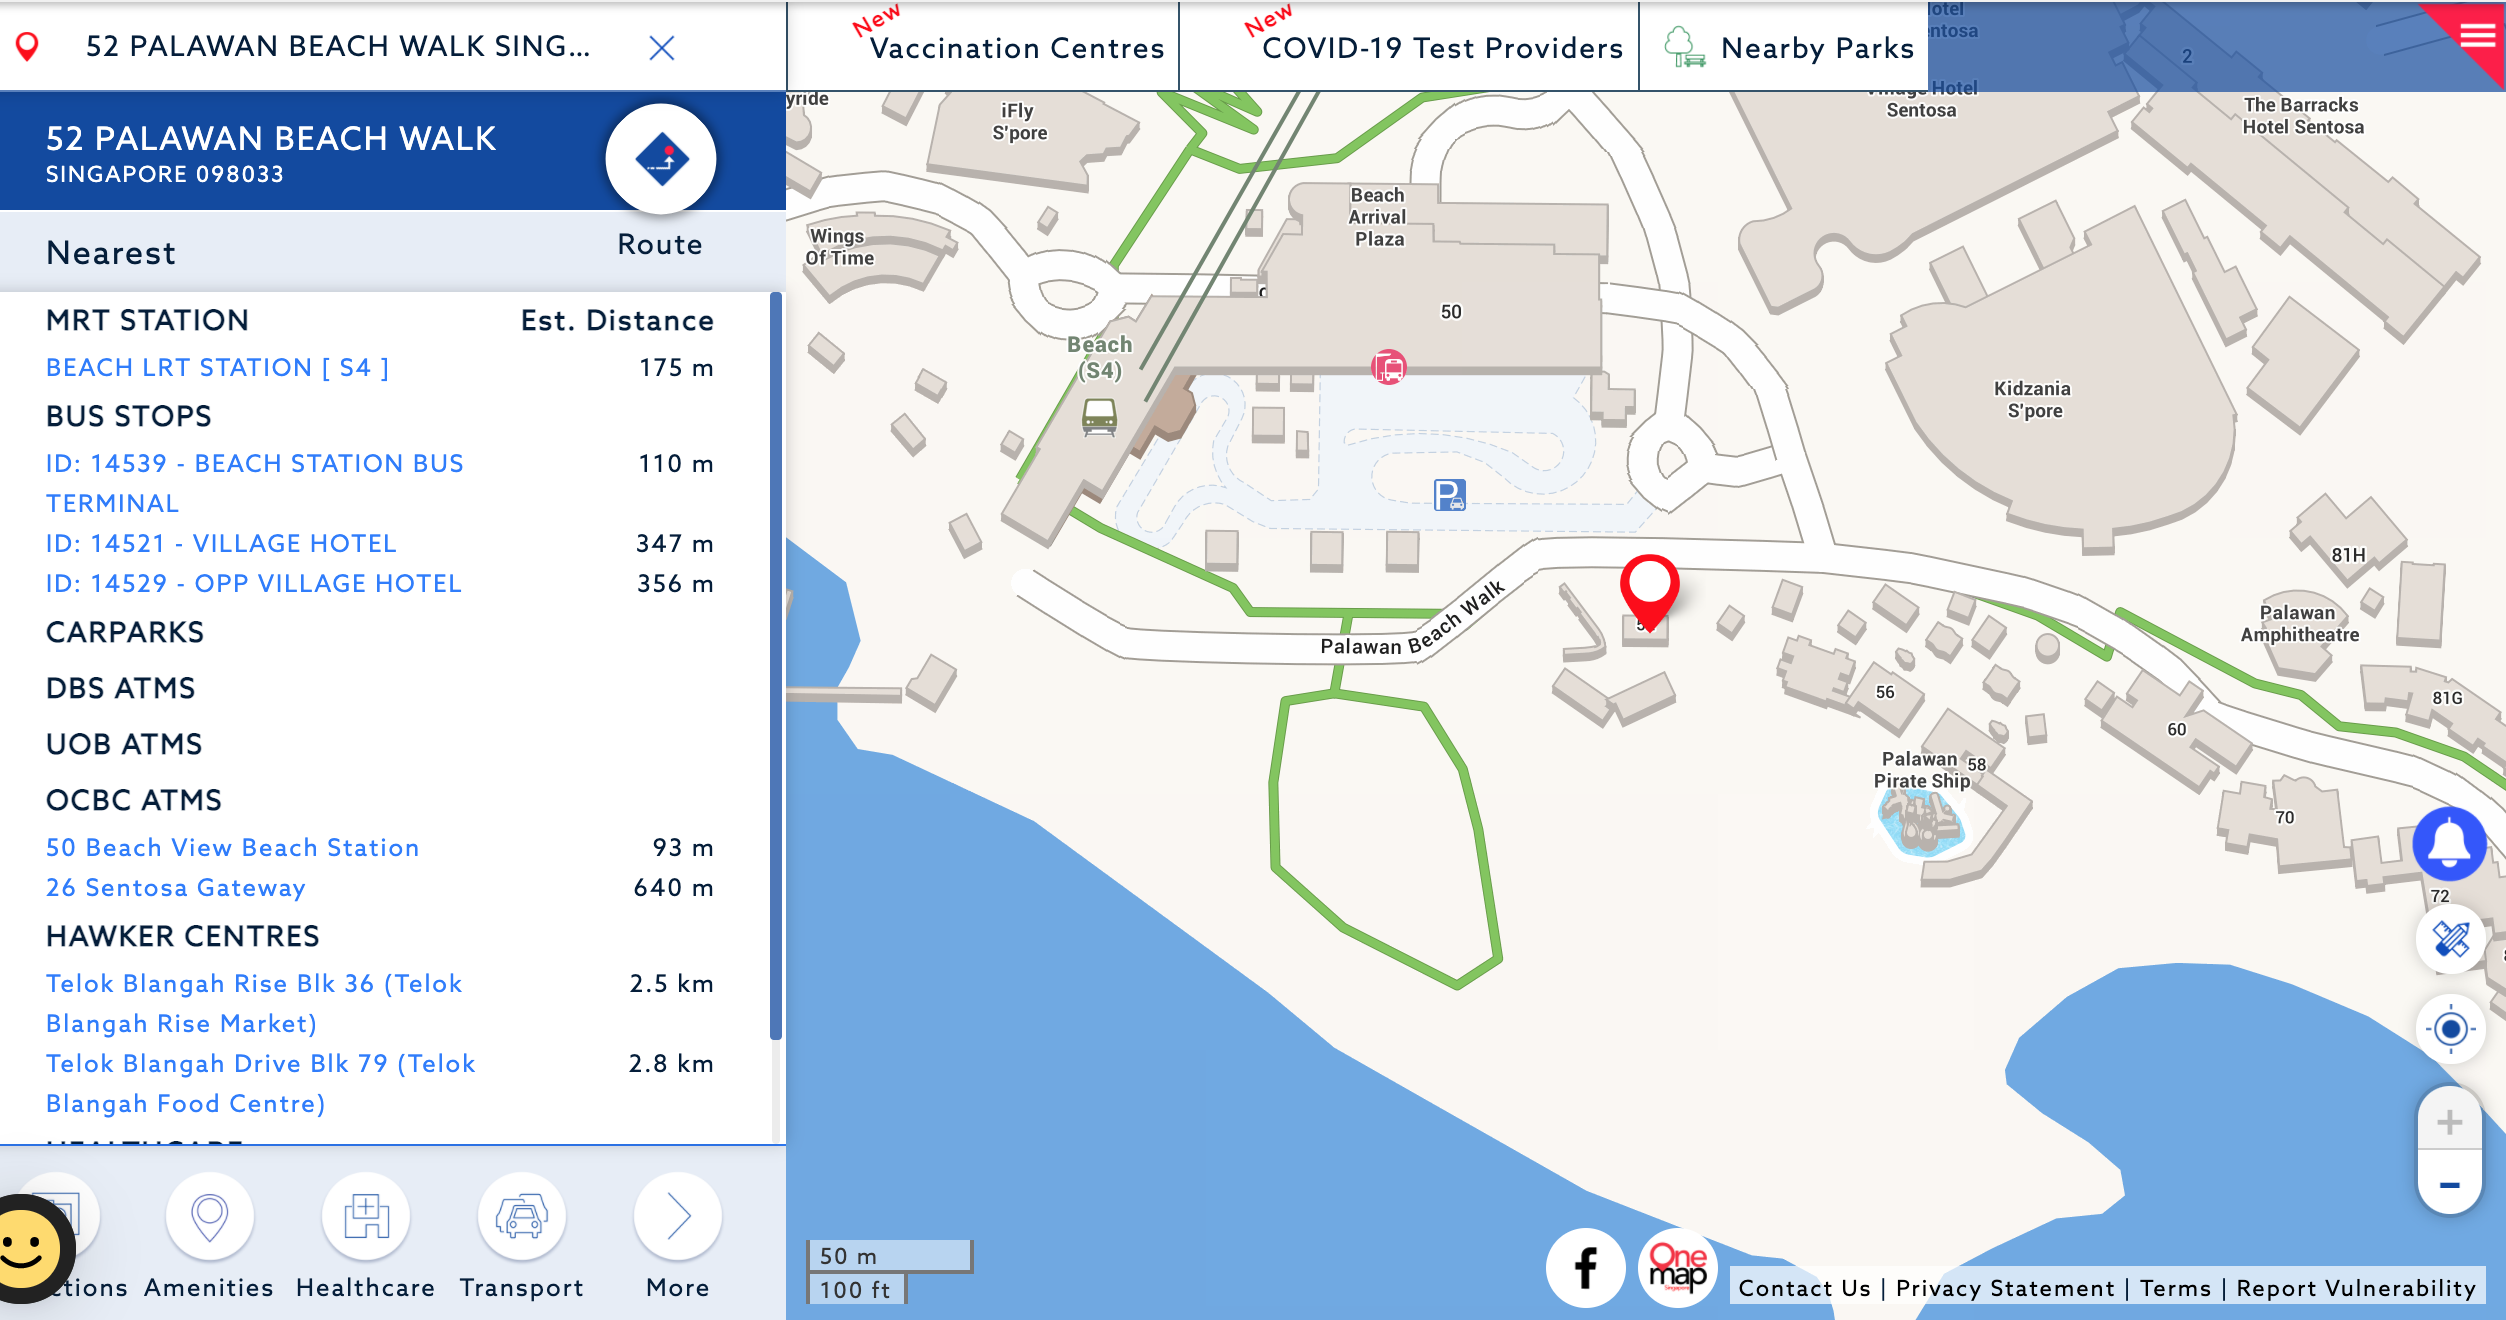 52 PALAWAN BEACH WALK SING...
New
Vaccination Centres
New
COVID-19 Test Providers
Nearby Parks
52 PALAWAN BEACH WALK
SINGAPORE 098033
Route
Nearest
MRT STATION Est. Distance
BEACH LRT STATION [ S4 ] 175 m
BUS STOPS
ID: 14539 - BEACH STATION BUS 110 m
TERMINAL
ID: 14521 - VILLAGE HOTEL 347 m
ID: 14529 - OPP VILLAGE HOTEL 356 m
CARPARKS
DBS ATMS
UOB ATMS
OCBC ATMS
50 Beach View Beach Station 93 m
26 Sentosa Gateway 640 m
HAWKER CENTRES
Telok Blangah Rise Blk 36 (Telok 2.5 km
Blangah Rise Market)
Telok Blangah Drive Blk 79 (Telok 2.8 km
Blangah Food Centre)
HEALTHCARE
Amenities
Healthcare
Transport
More
iFly
S'pore
Wings
Of Time
Beach
Arrival
Plaza
50
Beach
(S4)
P
Palawan Beach Walk
Village Hotel
Sentosa
2
The Barracks
Hotel Sentosa
Kidzania
S'pore
81H
Palawan
Amphitheatre
81G
56
60
58
Palawan
Pirate Ship
70
72
50 m
100 ft
f
One
map
Contact Us | Privacy Statement | Terms | Report Vulnerability